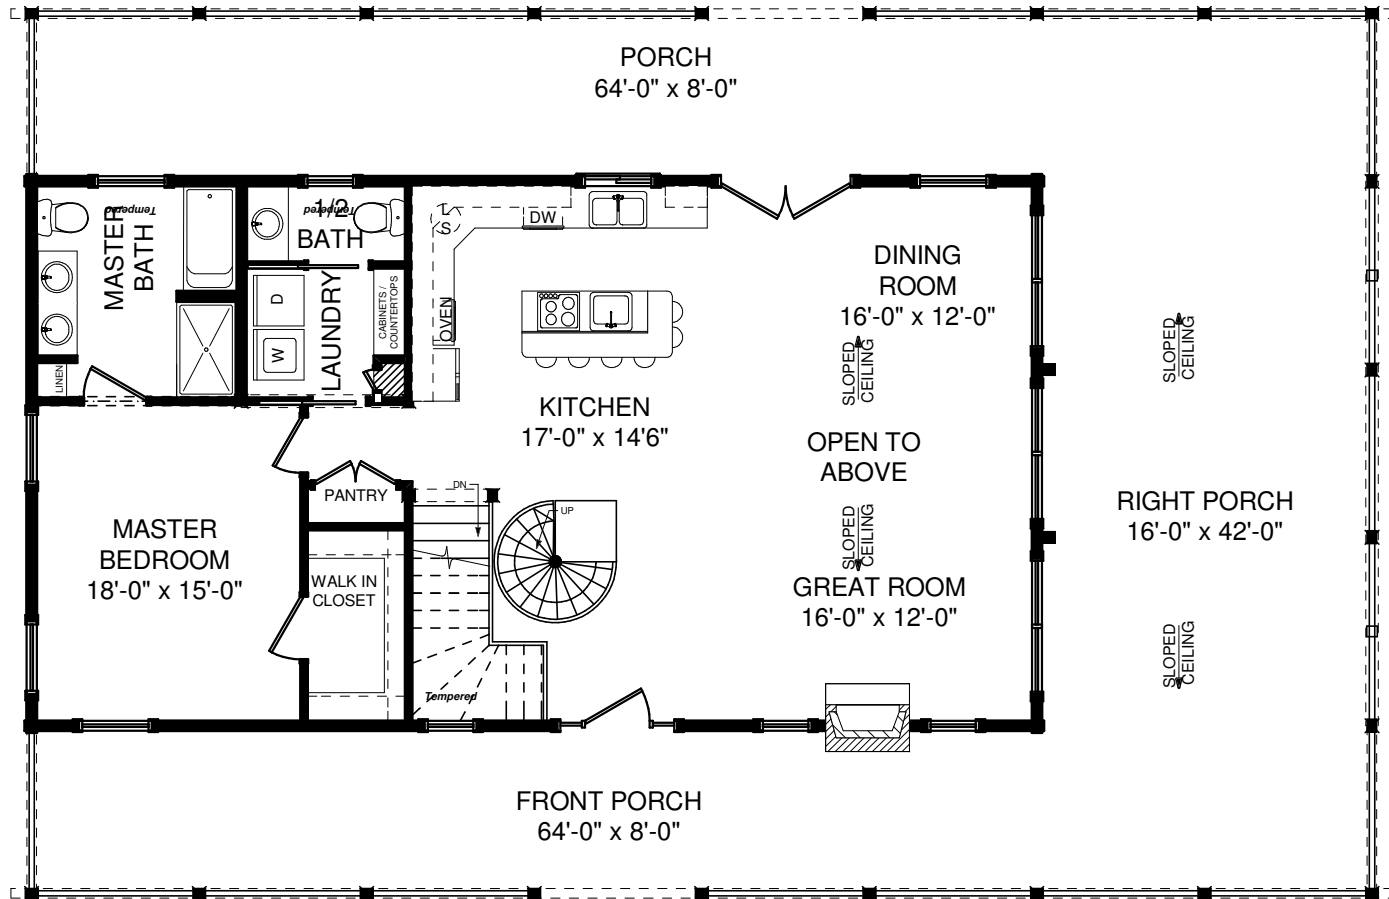 PORCH
64'-0" x 8'-0"
MASTER
BATH
Tempered
1/2
BATH
Tempered
L
S
DW
DINING
ROOM
16'-0" x 12'-0"
D
W
LAUNDRY
CABINETS /
COUNTERTOPS
OVEN
LINEN
SLOPED
CEILING
SLOPED
CEILING
KITCHEN
17'-0" x 14'6"
OPEN TO
ABOVE
PANTRY
DN
UP
RIGHT PORCH
16'-0" x 42'-0"
MASTER
BEDROOM
18'-0" x 15'-0"
SLOPED
CEILING
WALK IN
CLOSET
GREAT ROOM
16'-0" x 12'-0"
SLOPED
CEILING
Tempered
FRONT PORCH
64'-0" x 8'-0"